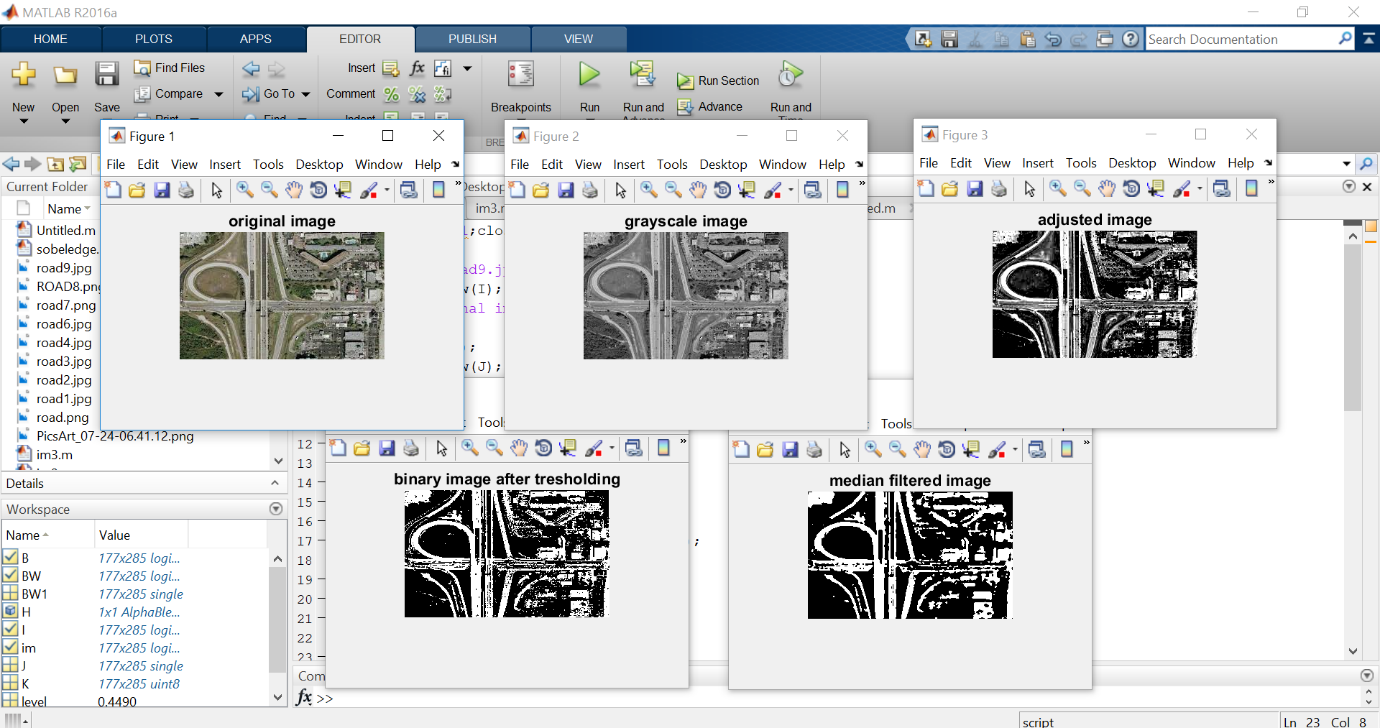 MATLAB R2016a
HOME PLOTS APPS EDITOR PUBLISH VIEW
Search Documentation
Find Files
Insert
fx
Run Section
Compare
Go To
Comment
New Open Save
Breakpoints Run Run and Advance
Run and
Figure 1
File Edit View Insert Tools Desktop Window Help
original image
Figure 2
File Edit View Insert Tools Desktop Window Help
grayscale image
Figure 3
File Edit View Insert Tools Desktop Window Help
adjusted image
Current Folder
Name
Untitled.m
sobeledge.
road9.jpg
ROAD8.png
road7.png
road6.jpg
road4.jpg
road3.jpg
road2.jpg
road1.jpg
road.png
PicsArt_07-24-06.41.12.png
im3.m
Details
Workspace
Name Value
B 177x285 logi...
BW 177x285 logi...
BW1 177x285 single
H 1x1 AlphaBle...
I 177x285 logi...
im 177x285 logi...
J 177x285 single
K 177x285 uint8
level 0.4490
12
13
14
15
16
17
18
19
20
21
22
23
binary image after tresholding
median filtered image
Com
fx >>
script
Ln 23 Col 8